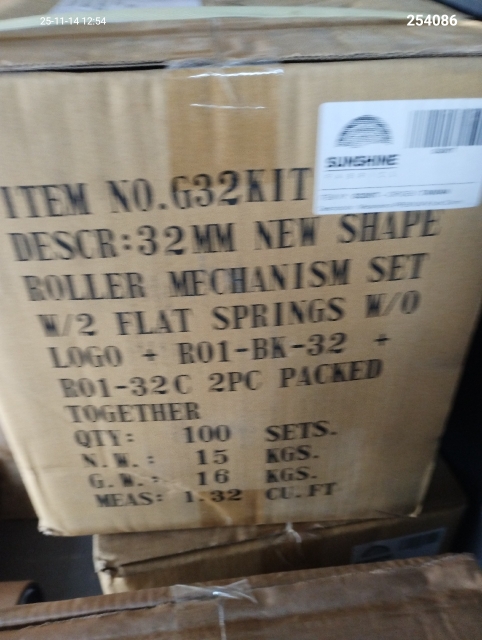 25-11-14 12:54
254086
SUNSHINE
ITEM NO.G32KIT
DESCR:32MM NEW SHAPE
ROLLER MECHANISM SET
W/2 FLAT SPRINGS W/O
LOGO + R01-BK-32 +
R01-32C 2PC PACKED
TOGETHER
QTY: 100 SETS.
N.W.: 15 KGS.
G.W.: 16 KGS.
MEAS: 1.32 CU.FT